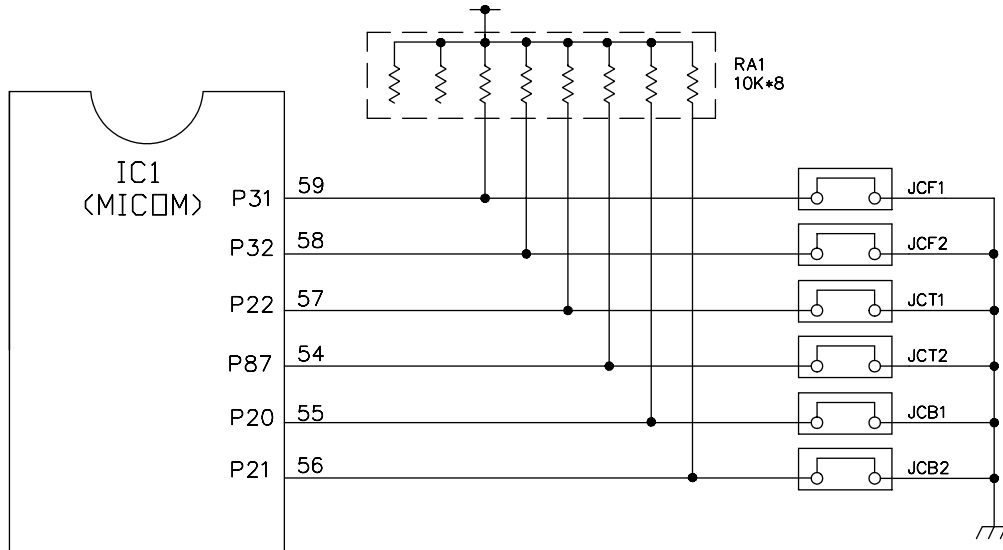 RA1
10K*8
IC1
(MICOM)
P31 59 JCF1
P32 58 JCF2
P22 57 JCT1
P87 54 JCT2
P20 55 JCB1
P21 56 JCB2